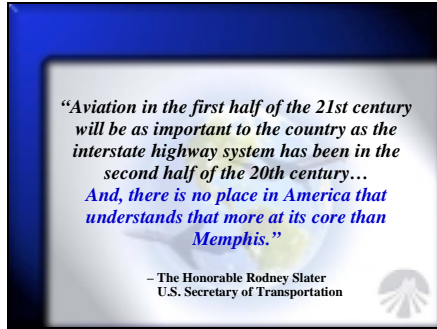 “Aviation in the first half of the 21st century
will be as important to the country as the
interstate highway system has been in the
second half of the 20th century…
And, there is no place in America that
understands that more at its core than
Memphis.”
– The Honorable Rodney Slater
U.S. Secretary of Transportation